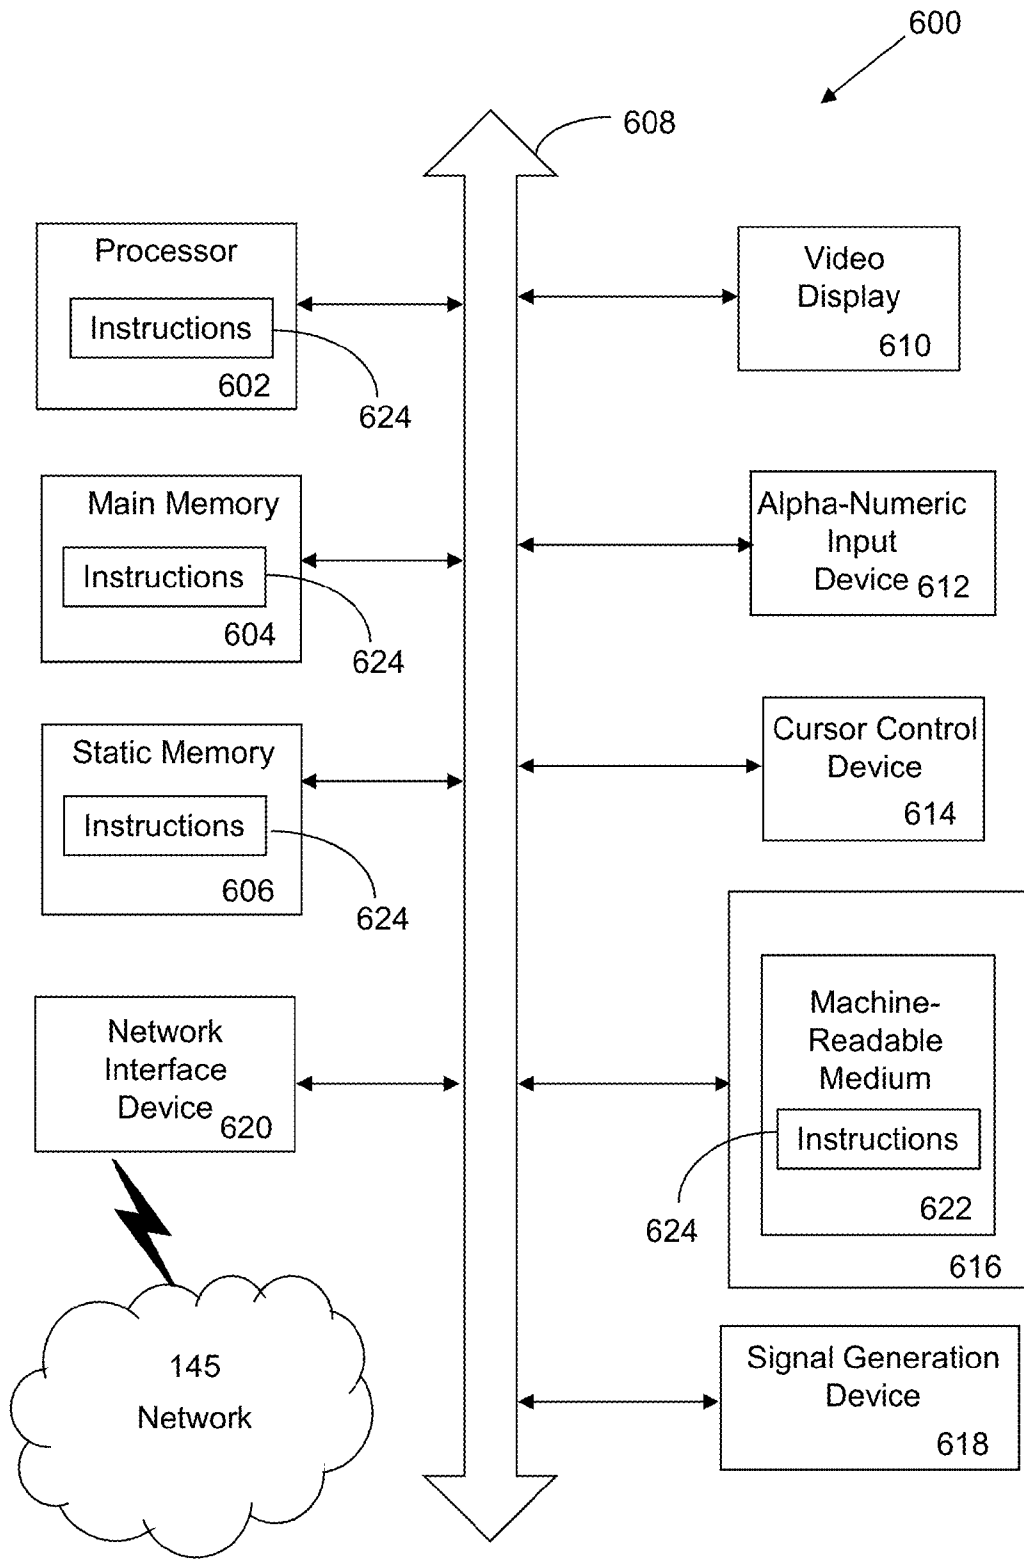 600
608
Processor
Instructions
602
624
Main Memory
Instructions
604
624
Static Memory
Instructions
606
624
Network
Interface
Device
620
145
Network
Video
Display
610
Alpha-Numeric
Input
Device 612
Cursor Control
Device
614
Machine-
Readable
Medium
Instructions
624
622
616
Signal Generation
Device
618